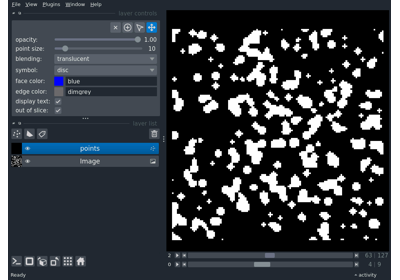 File View Plugins Window Help
layer controls
opacity: 1.00
point size: 10
blending: translucent
symbol: disc
face color: blue
edge color: dimgrey
display text:
out of slice:
layer list
points
Image
2 63 127
0 4 9
Ready activity